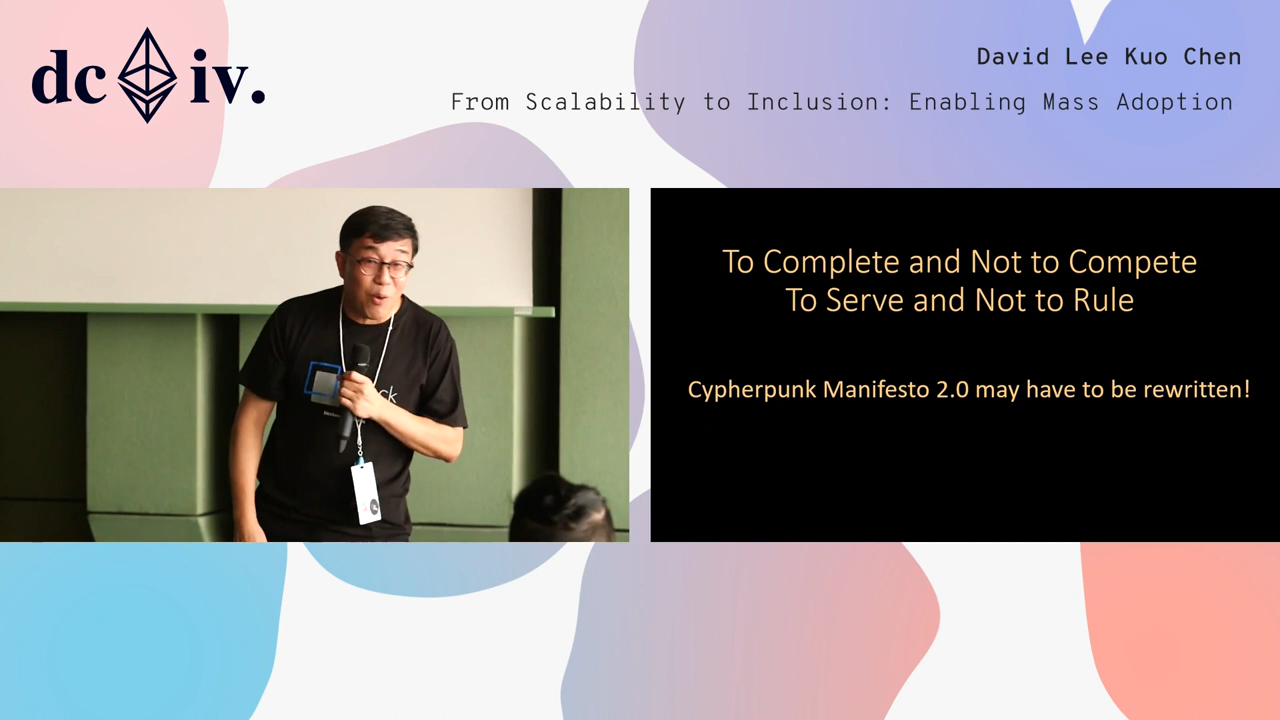 dc iv.
David Lee Kuo Chen
From Scalability to Inclusion: Enabling Mass Adoption
To Complete and Not to Compete
To Serve and Not to Rule
Cypherpunk Manifesto 2.0 may have to be rewritten!
ck